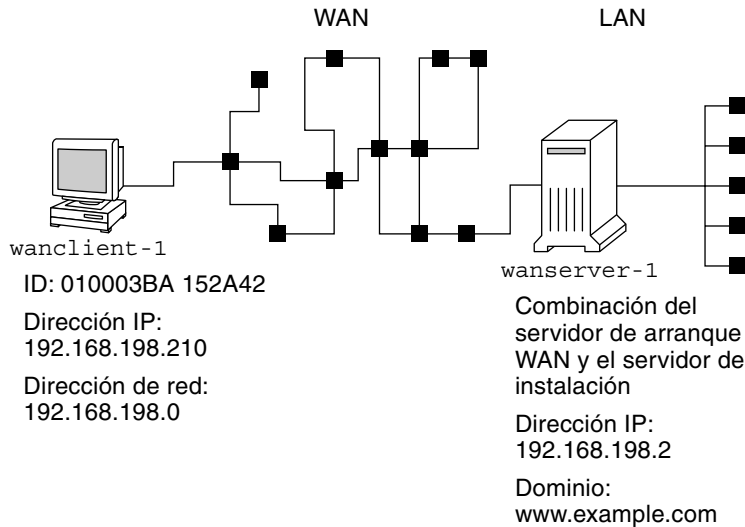 WAN
LAN
wanclient-1
ID: 010003BA 152A42
Dirección IP:
192.168.198.210
Dirección de red:
192.168.198.0
wanserver-1
Combinación del
servidor de arranque
WAN y el servidor de
instalación
Dirección IP:
192.168.198.2
Dominio:
www.example.com